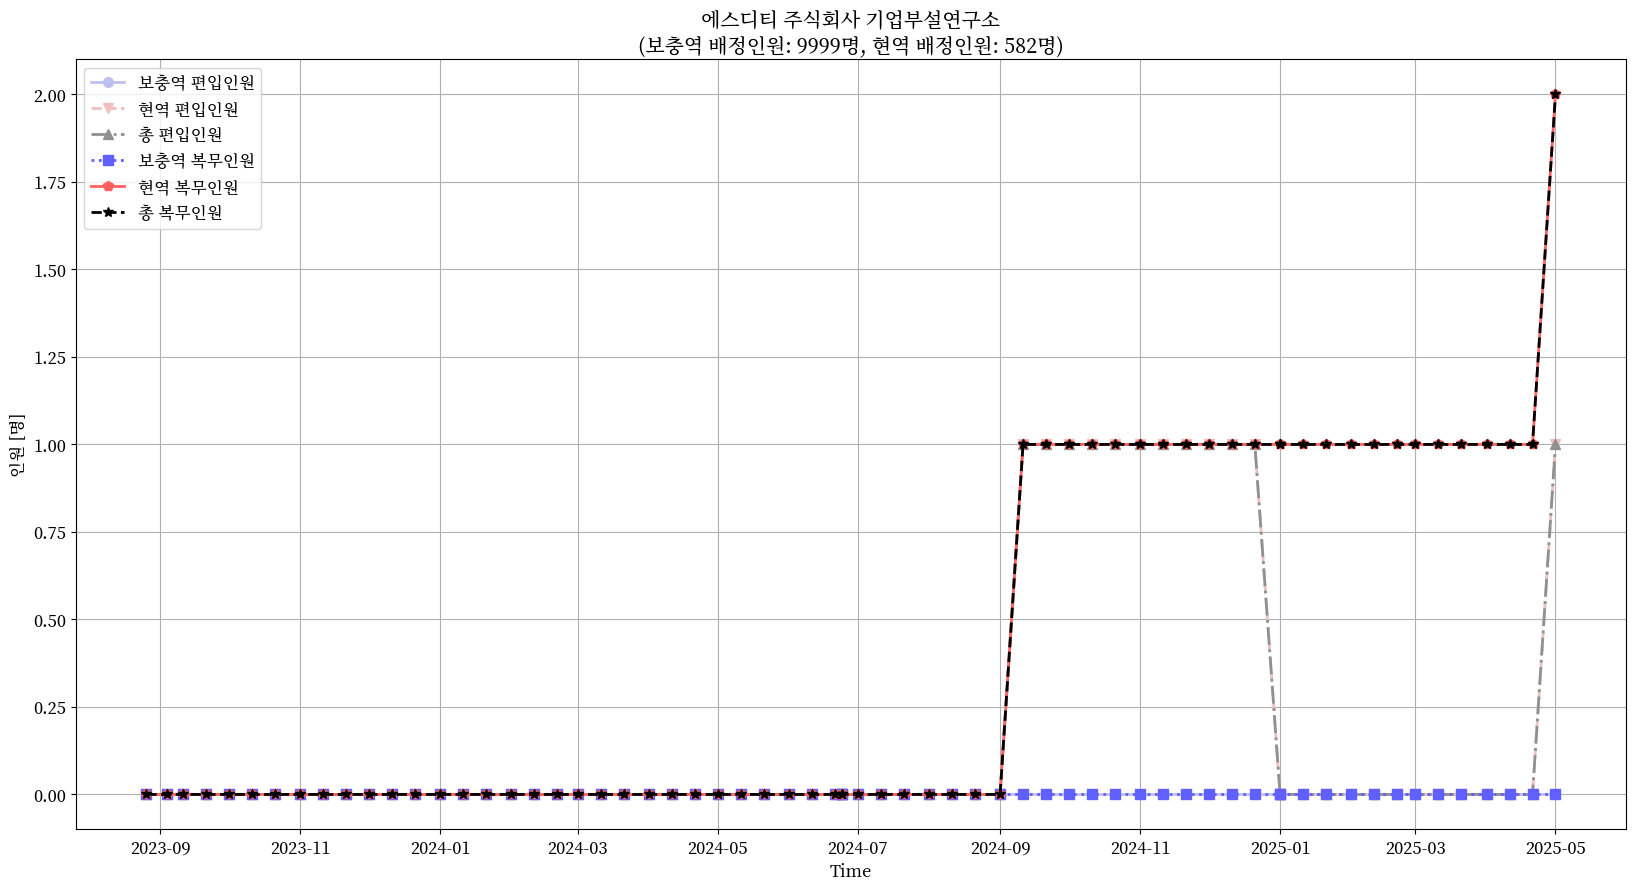 에스디티 주식회사 기업부설연구소
(보충역 배정인원: 9999명, 현역 배정인원: 582명)
보충역 편입인원
현역 편입인원
총 편입인원
보충역 복무인원
현역 복무인원
총 복무인원
2.00
1.75
1.50
1.25
1.00
0.75
0.50
0.25
0.00
인원 [명]
2023-09 2023-11 2024-01 2024-03 2024-05 2024-07 2024-09 2024-11 2025-01 2025-03 2025-05
Time